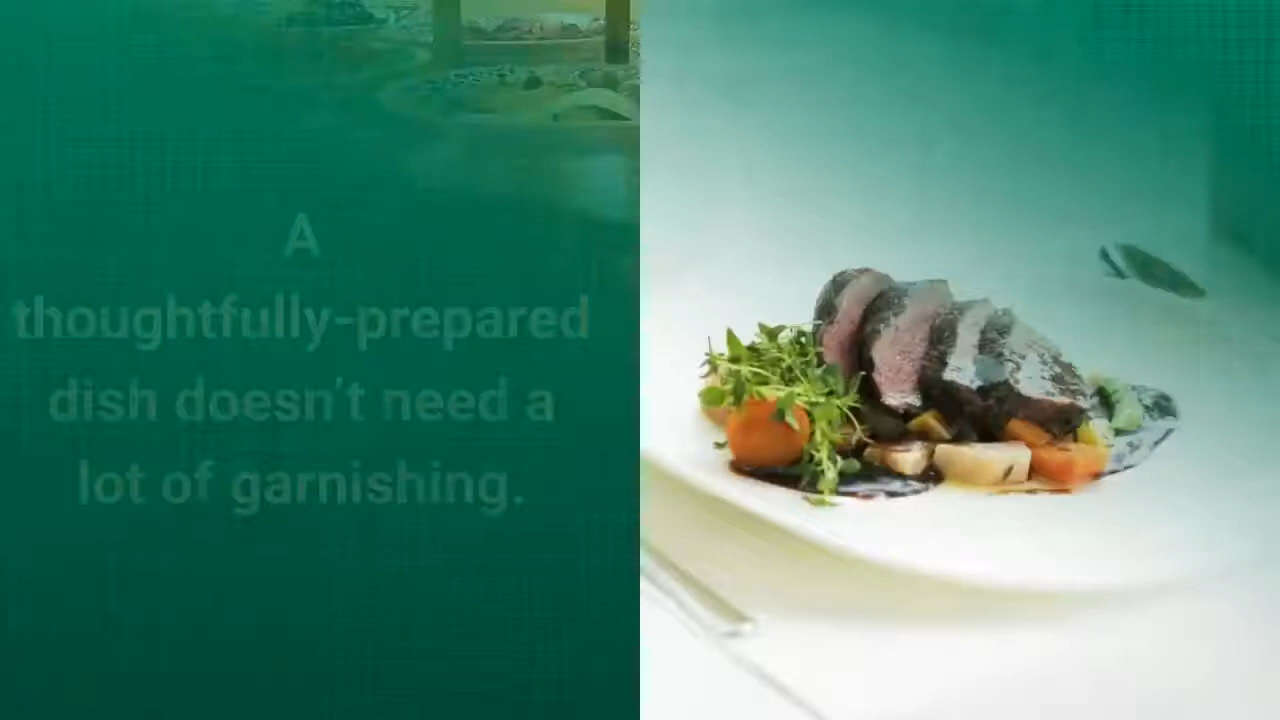 A
thoughtfully-prepared
dish doesn't need a
lot of garnishing.